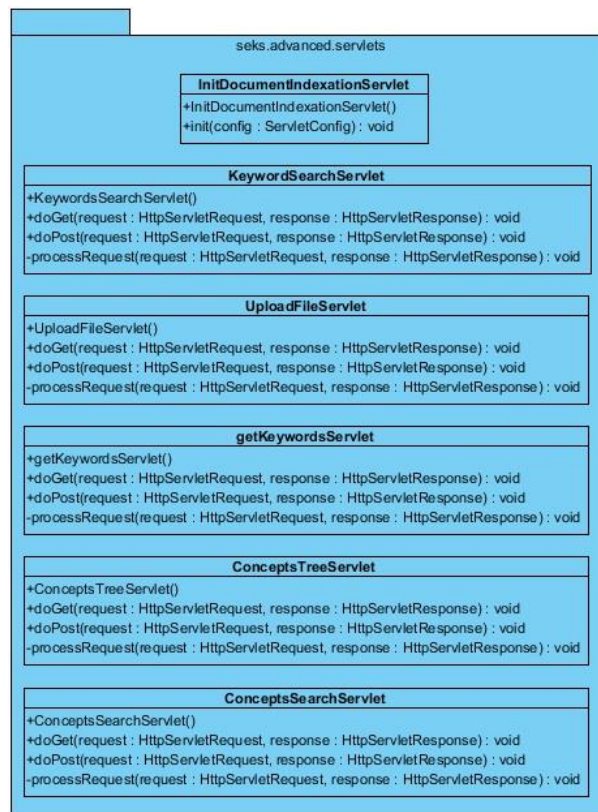 seks.advanced.servlets
InitDocumentIndexationServlet
+InitDocumentIndexationServlet()
+init(config : ServletConfig) : void
KeywordSearchServlet
+KeywordsSearchServlet()
+doGet(request : HttpServletRequest, response : HttpServletResponse) : void
+doPost(request : HttpServletRequest, response : HttpServletResponse) : void
-processRequest(request : HttpServletRequest, response : HttpServletResponse) : void
UploadFileServlet
+UploadFileServlet()
+doGet(request : HttpServletRequest, response : HttpServletResponse) : void
+doPost(request : HttpServletRequest, response : HttpServletResponse) : void
-processRequest(request : HttpServletRequest, response : HttpServletResponse) : void
getKeywordsServlet
+getKeywordsServlet()
+doGet(request : HttpServletRequest, response : HttpServletResponse) : void
+doPost(request : HttpServletRequest, response : HttpServletResponse) : void
-processRequest(request : HttpServletRequest, response : HttpServletResponse) : void
ConceptsTreeServlet
+ConceptsTreeServlet()
+doGet(request : HttpServletRequest, response : HttpServletResponse) : void
+doPost(request : HttpServletRequest, response : HttpServletResponse) : void
-processRequest(request : HttpServletRequest, response : HttpServletResponse) : void
ConceptsSearchServlet
+ConceptsSearchServlet()
+doGet(request : HttpServletRequest, response : HttpServletResponse) : void
+doPost(request : HttpServletRequest, response : HttpServletResponse) : void
-processRequest(request : HttpServletRequest, response : HttpServletResponse) : void